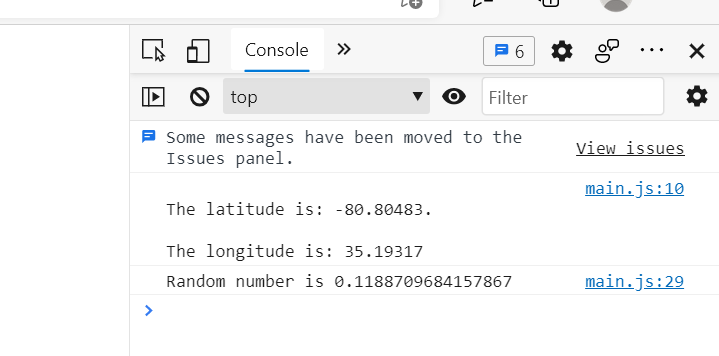 Console
6
top
Filter
Some messages have been moved to the
Issues panel.
View issues
main.js:10
The latitude is: -80.80483.
The longitude is: 35.19317
Random number is 0.1188709684157867
main.js:29